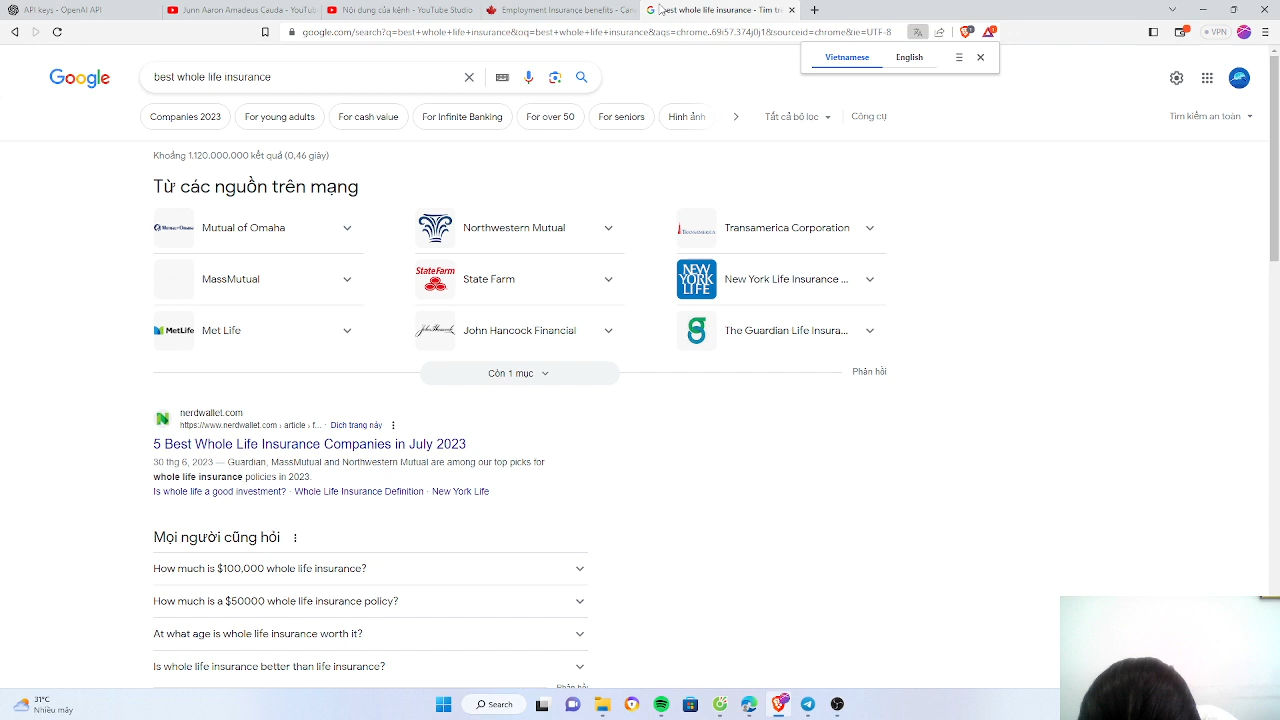 API keys - OpenAI API
Junn Aaron Amadeus Cauda - YouTube
Nội dung của kênh - YouTube Studio
Employment Insurance benefits - Can
best whole life insurance - Tìm tr
google.com/search?q=best+whole+life+insurance&oq=best+whole+life+insurance&aqs=chrome..69i57.374j0j1&sourceid=chrome&ie=UTF-8
VPN
Vietnamese English
Google
best whole life insurance
Companies 2023 For young adults For cash value For Infinite Banking For over 50 For seniors Hình ảnh
Tất cả bộ lọc Công cụ Tìm kiếm an toàn
Khoảng 1.120.000.000 kết quả (0,46 giây)
Từ các nguồn trên mạng
Mutual of Omaha Northwestern Mutual Transamerica Corporation
MassMutual State Farm New York Life Insurance ...
StateFarm
NEW
YORK
LIFE
MetLife Met Life John Hancock John Hancock Financial The Guardian Life Insura...
Còn 1 mục
Phản hồi
nerdwallet.com
https://www.nerdwallet.com › article › f... · Dịch trang này
5 Best Whole Life Insurance Companies in July 2023
30 thg 6, 2023 — Guardian, MassMutual and Northwestern Mutual are among our top picks for
whole life insurance policies in 2023.
Is whole life a good investment? · Whole Life Insurance Definition · New York Life
Mọi người cũng hỏi
How much is $100,000 whole life insurance?
How much is a $50000 whole life insurance policy?
At what age is whole life insurance worth it?
Is whole life insurance better than life insurance?
31°C
Nhiều mây
Search